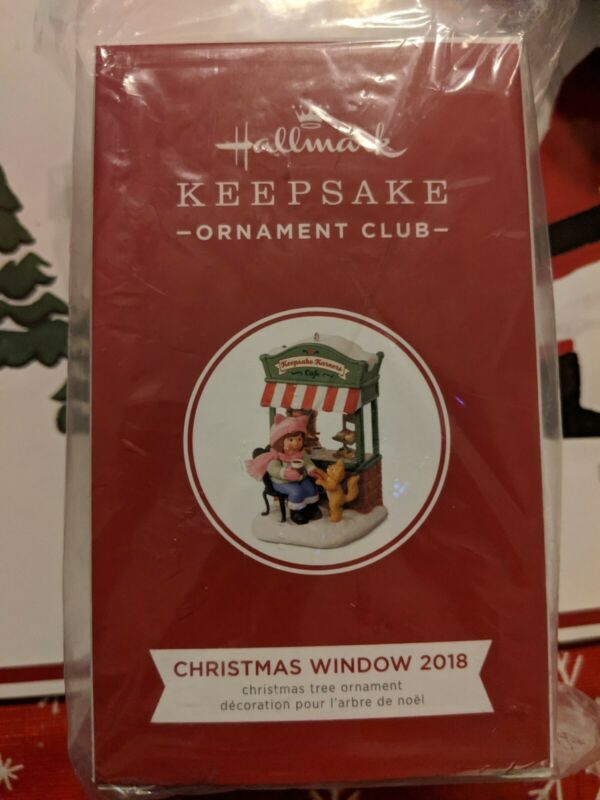 Hallmark
KEEPSAKE
–ORNAMENT CLUB–
Keepsake Korners
Cafe
CHRISTMAS WINDOW 2018
christmas tree ornament
décoration pour l'arbre de noël